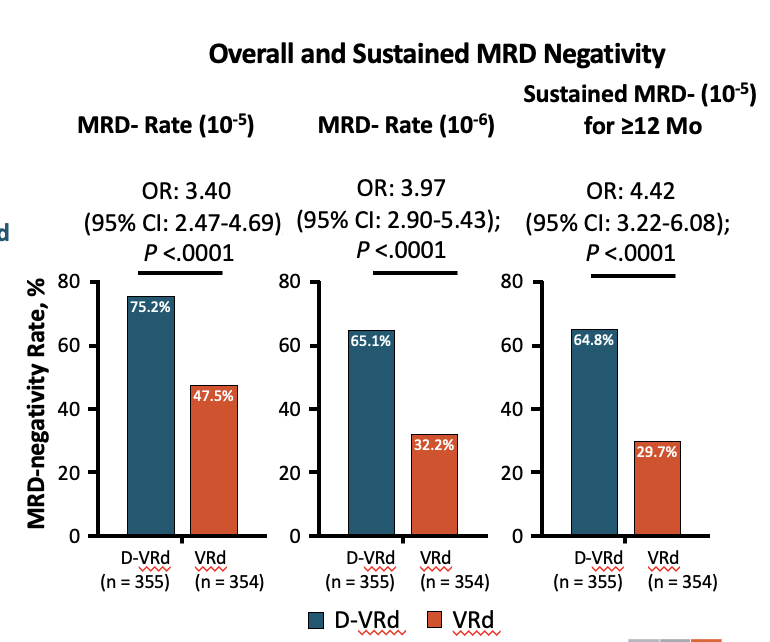 Overall and Sustained MRD Negativity
MRD- Rate (10-5)
MRD- Rate (10-6)
Sustained MRD- (10-5)
for ≥12 Mo
OR: 3.40
(95% CI: 2.47-4.69)
P <.0001
OR: 3.97
(95% CI: 2.90-5.43);
P <.0001
OR: 4.42
(95% CI: 3.22-6.08);
P <.0001
d
MRD-negativity Rate, %
80
60
40
20
0
75.2%
47.5%
D-VRd
(n = 355)
VRd
(n = 354)
80
60
40
20
0
65.1%
32.2%
D-VRd
(n = 355)
VRd
(n = 354)
80
60
40
20
0
64.8%
29.7%
D-VRd
(n = 355)
VRd
(n = 354)
D-VRd
VRd